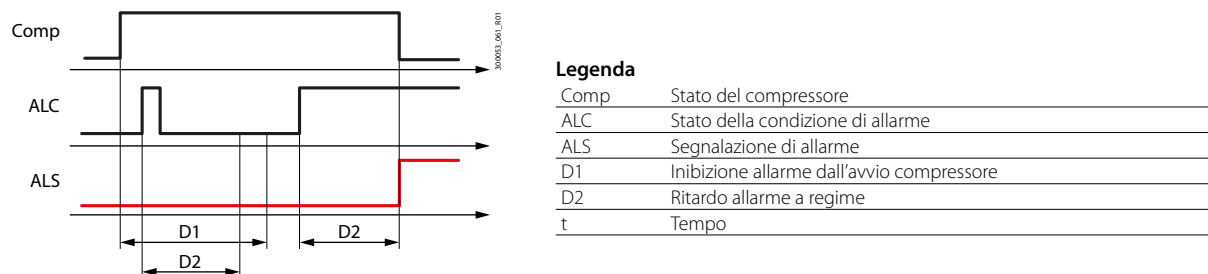 Comp
ALC
ALS
D1
D2
D2
300053_061_R01
Legenda
Comp Stato del compressore
ALC Stato della condizione di allarme
ALS Segnalazione di allarme
D1 Inibizione allarme dall'avvio compressore
D2 Ritardo allarme a regime
t Tempo